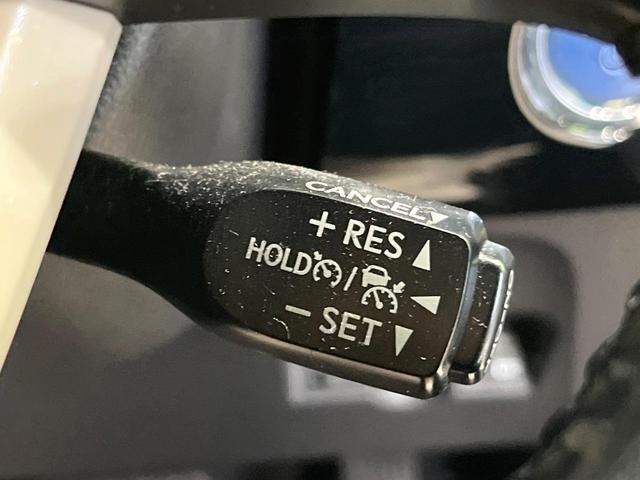 CANCEL▼
+ RES ▲
HOLD / ◀
− SET ▼